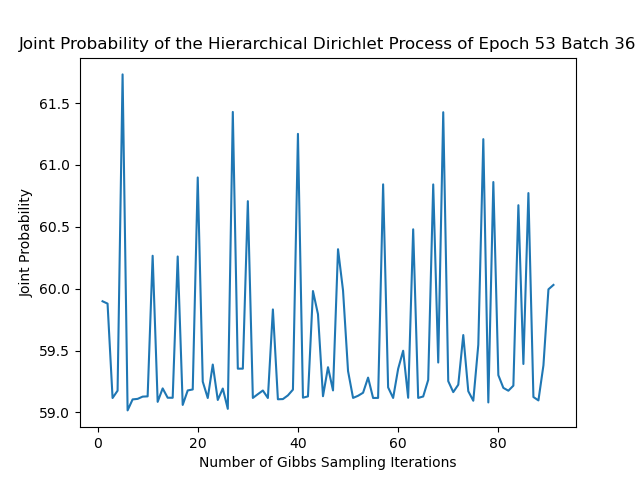 Joint Probability of the Hierarchical Dirichlet Process of Epoch 53 Batch 36
61.5
61.0
60.5
60.0
59.5
59.0
Joint Probability
0 20 40 60 80
Number of Gibbs Sampling Iterations